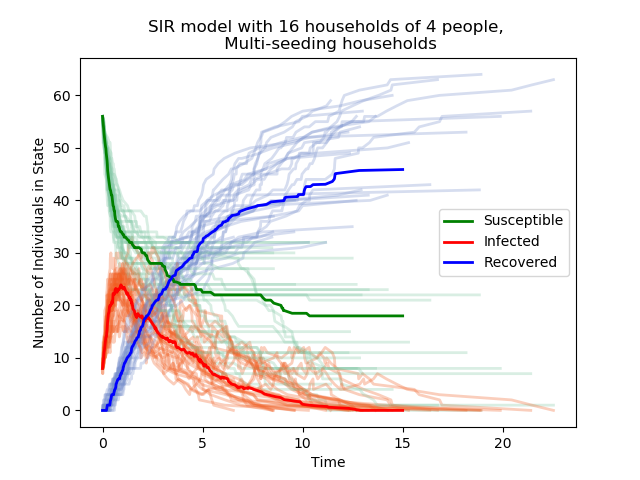 SIR model with 16 households of 4 people,
Multi-seeding households
Number of Individuals in State
60
50
40
30
20
10
0
Susceptible
Infected
Recovered
0 5 10 15 20
Time